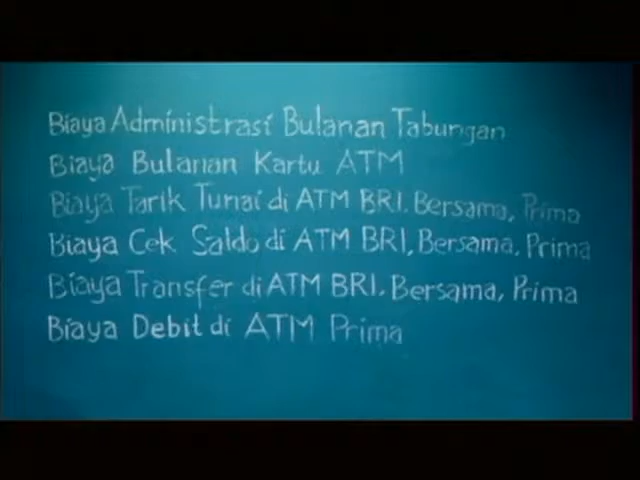 Biaya Administrasi Bulanan Tabungan
Biaya Bulanan Kartu ATM
Biaya Tarik Tunai di ATM BRI, Bersama, Prima
Biaya Cek Saldo di ATM BRI, Bersama, Prima
Biaya Transfer di ATM BRI, Bersama, Prima
Biaya Debit di ATM Prima